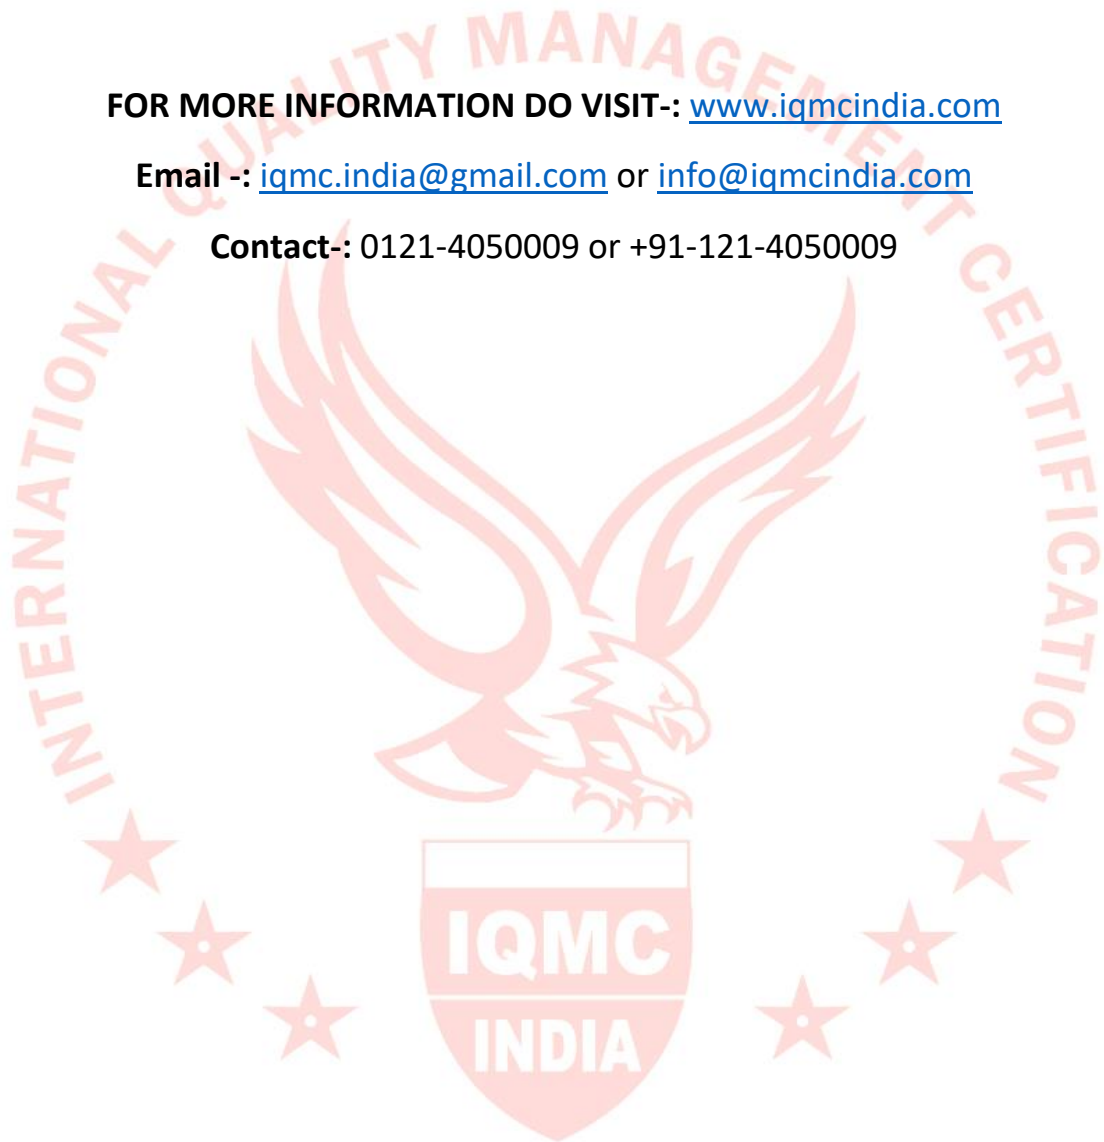 FOR MORE INFORMATION DO VISIT-: www.iqmcindia.com
Email -: iqmc.india@gmail.com or info@iqmcindia.com
Contact-: 0121-4050009 or +91-121-4050009
INTERNATIONAL QUALITY MANAGEMENT CERTIFICATION
IQMC
INDIA